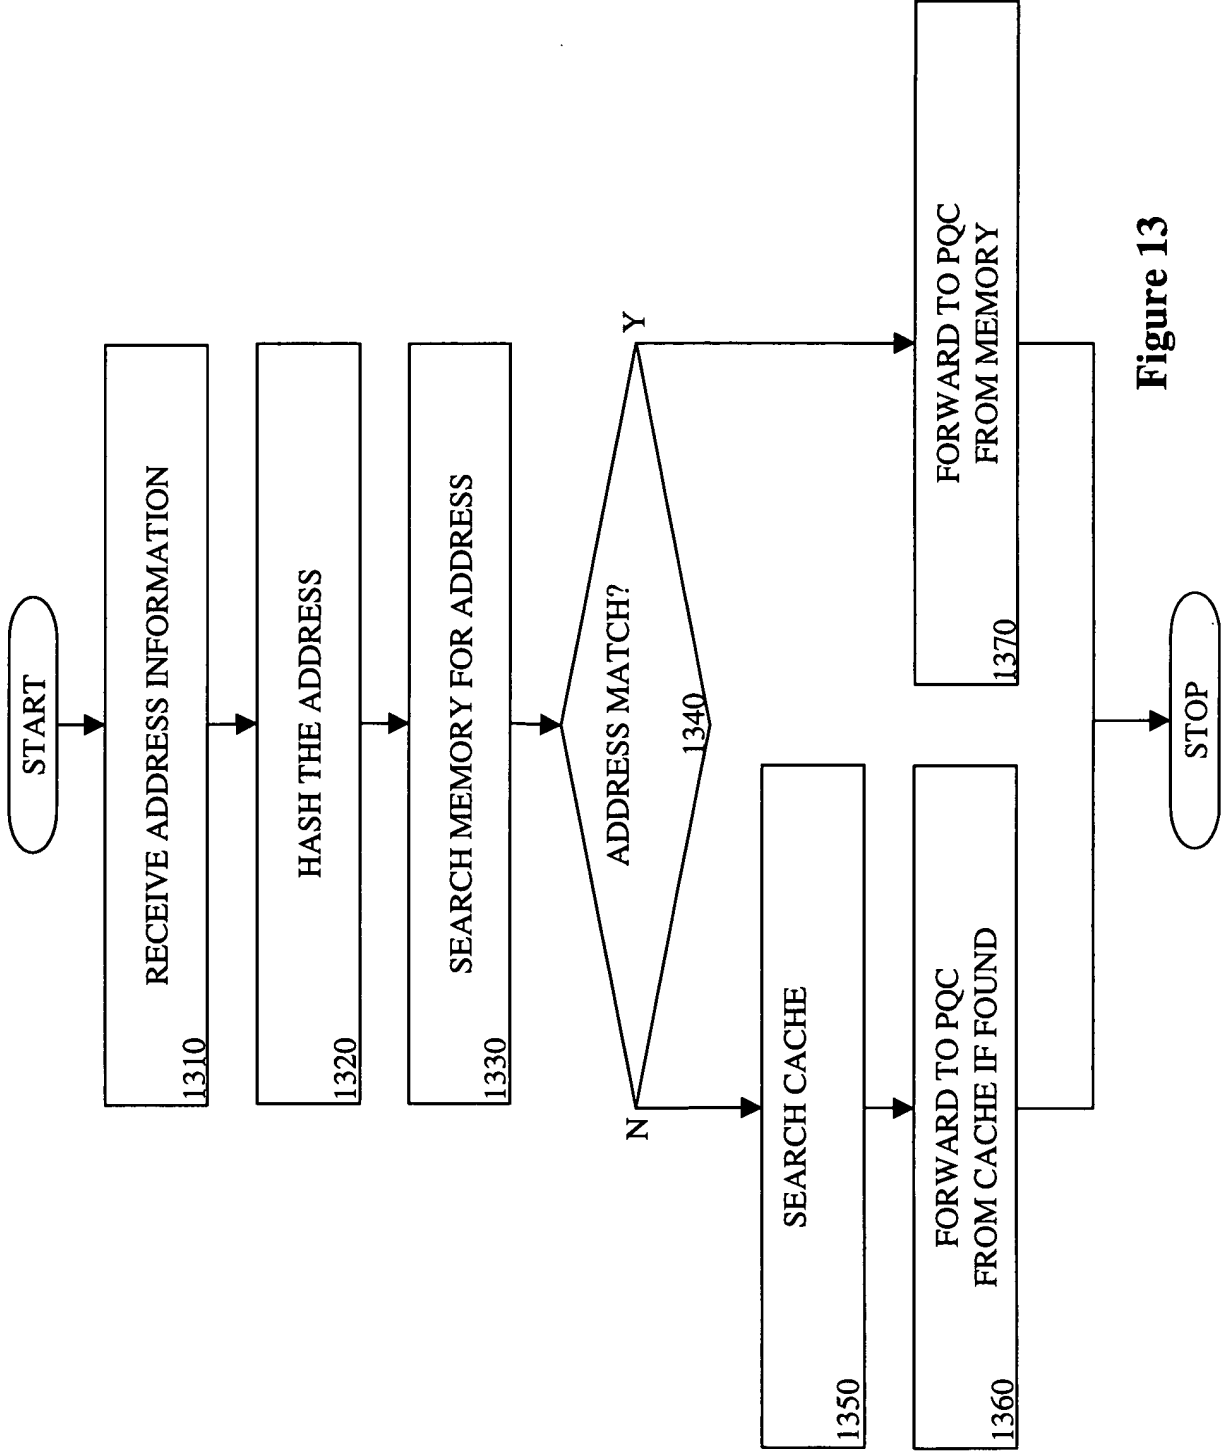 START
RECEIVE ADDRESS INFORMATION
1310
HASH THE ADDRESS
1320
SEARCH MEMORY FOR ADDRESS
1330
ADDRESS MATCH?
1340
N
Y
SEARCH CACHE
1350
FORWARD TO PQC
FROM CACHE IF FOUND
1360
FORWARD TO PQC
FROM MEMORY
1370
STOP
Figure 13